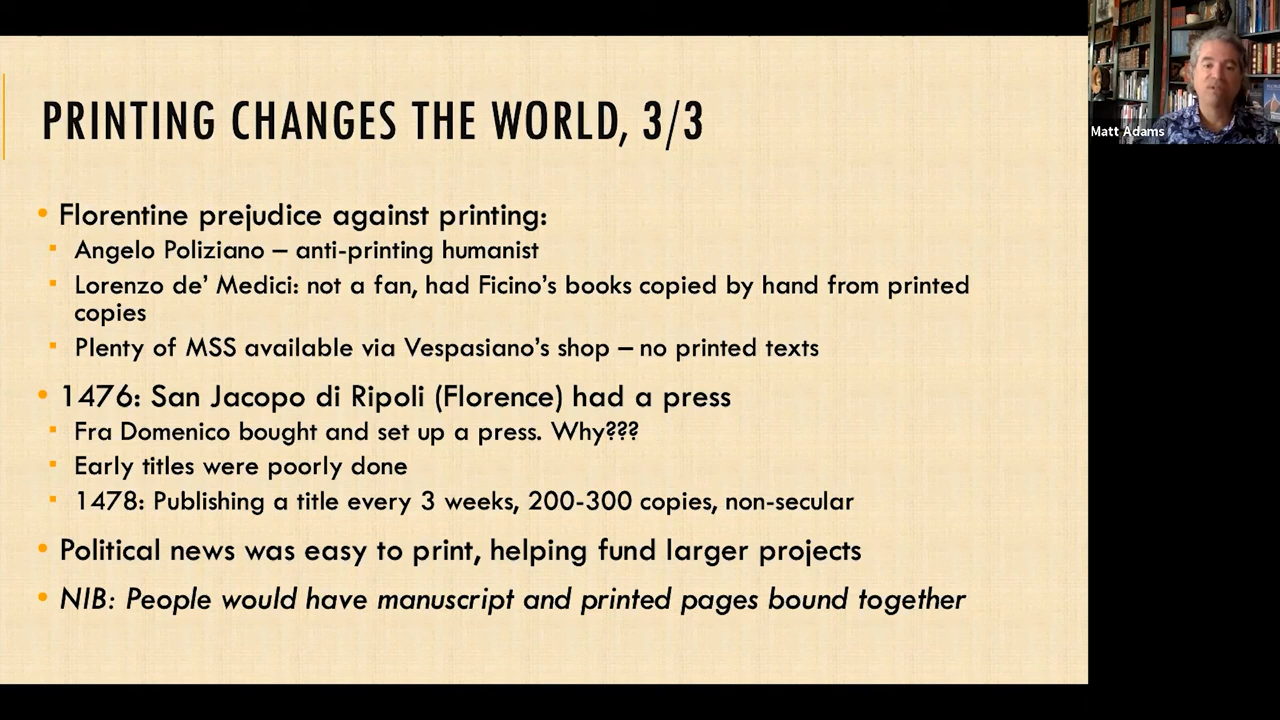 PRINTING CHANGES THE WORLD, 3/3
Matt Adams
• Florentine prejudice against printing:
▪ Angelo Poliziano – anti-printing humanist
▪ Lorenzo de’ Medici: not a fan, had Ficino’s books copied by hand from printed
copies
▪ Plenty of MSS available via Vespasiano’s shop – no printed texts
• 1476: San Jacopo di Ripoli (Florence) had a press
▪ Fra Domenico bought and set up a press. Why???
▪ Early titles were poorly done
▪ 1478: Publishing a title every 3 weeks, 200-300 copies, non-secular
• Political news was easy to print, helping fund larger projects
• NIB: People would have manuscript and printed pages bound together